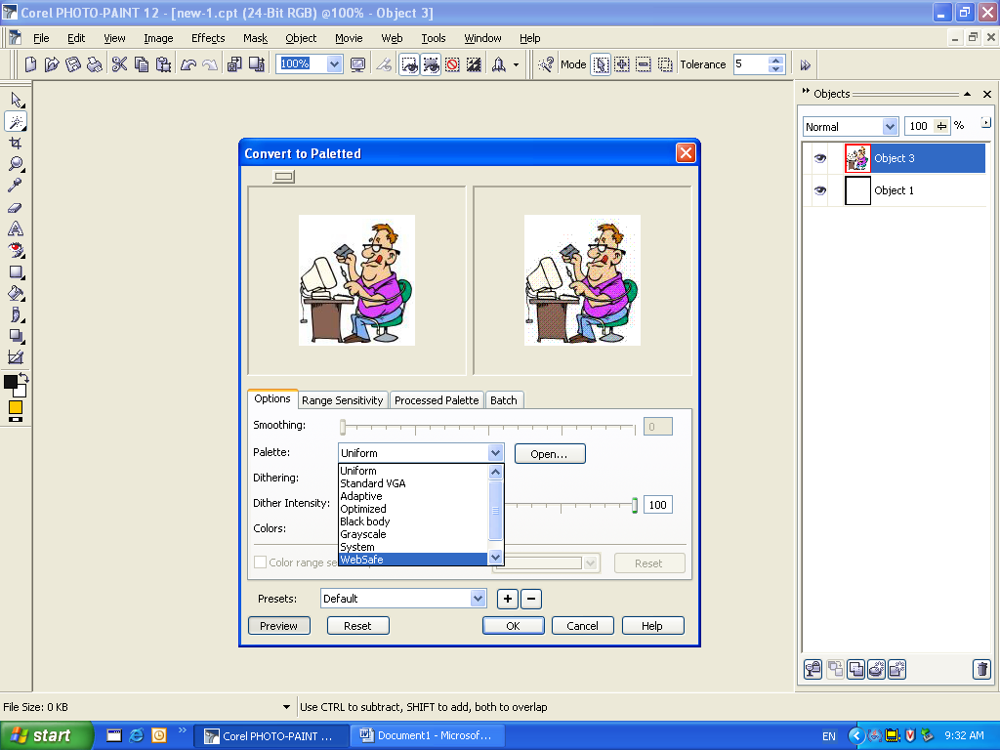 Corel PHOTO-PAINT 12 - [new-1.cpt (24-Bit RGB) @100% - Object 3]
File Edit View Image Effects Mask Object Movie Web Tools Window Help
100% Mode Tolerance 5
Objects
Normal 100 %
Object 3
Object 1
Convert to Paletted
Options Range Sensitivity Processed Palette Batch
Smoothing: 0
Palette: Uniform Open...
Uniform
Standard VGA
Dithering:
Adaptive
Dither Intensity: 100
Optimized
Black body
Colors:
Grayscale
System
WebSafe
Color range se Reset
Presets: Default + -
Preview Reset OK Cancel Help
File Size: 0 KB Use CTRL to subtract, SHIFT to add, both to overlap
start Corel PHOTO-PAINT ... Document1 - Microsof... EN 9:32 AM